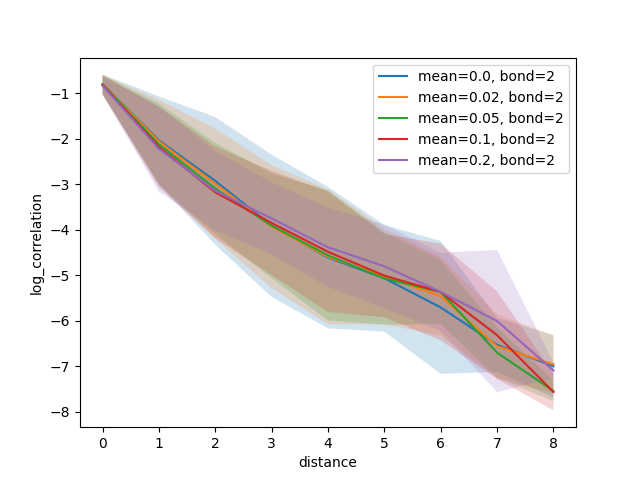 mean=0.0, bond=2
mean=0.02, bond=2
mean=0.05, bond=2
mean=0.1, bond=2
mean=0.2, bond=2
log_correlation
−1
−2
−3
−4
−5
−6
−7
−8
0 1 2 3 4 5 6 7 8
distance